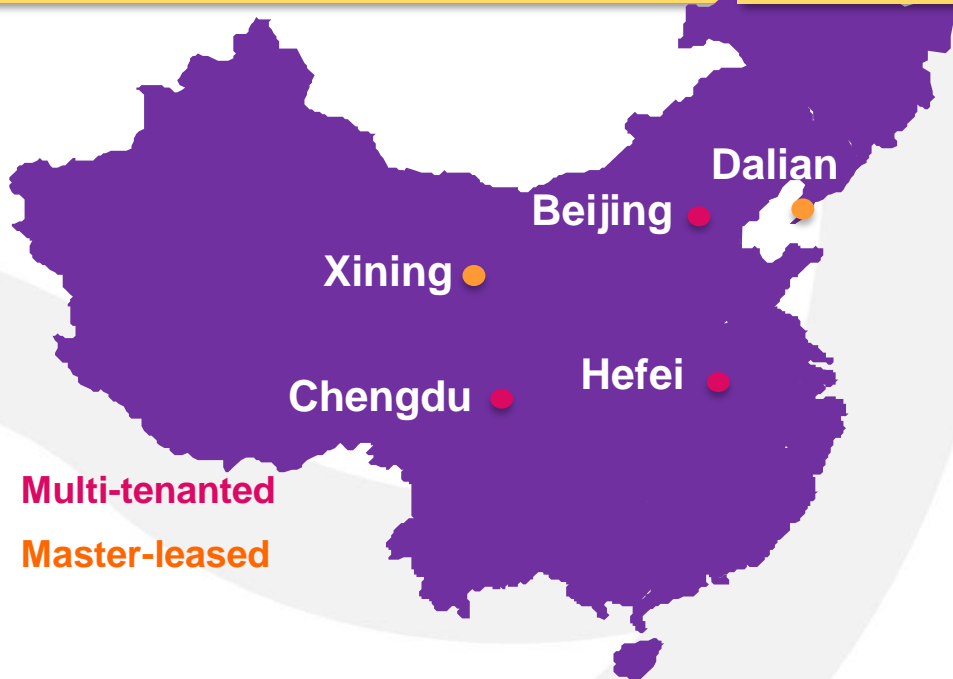 Dalian
Beijing
Xining
Hefei
Chengdu
Multi-tenanted
Master-leased